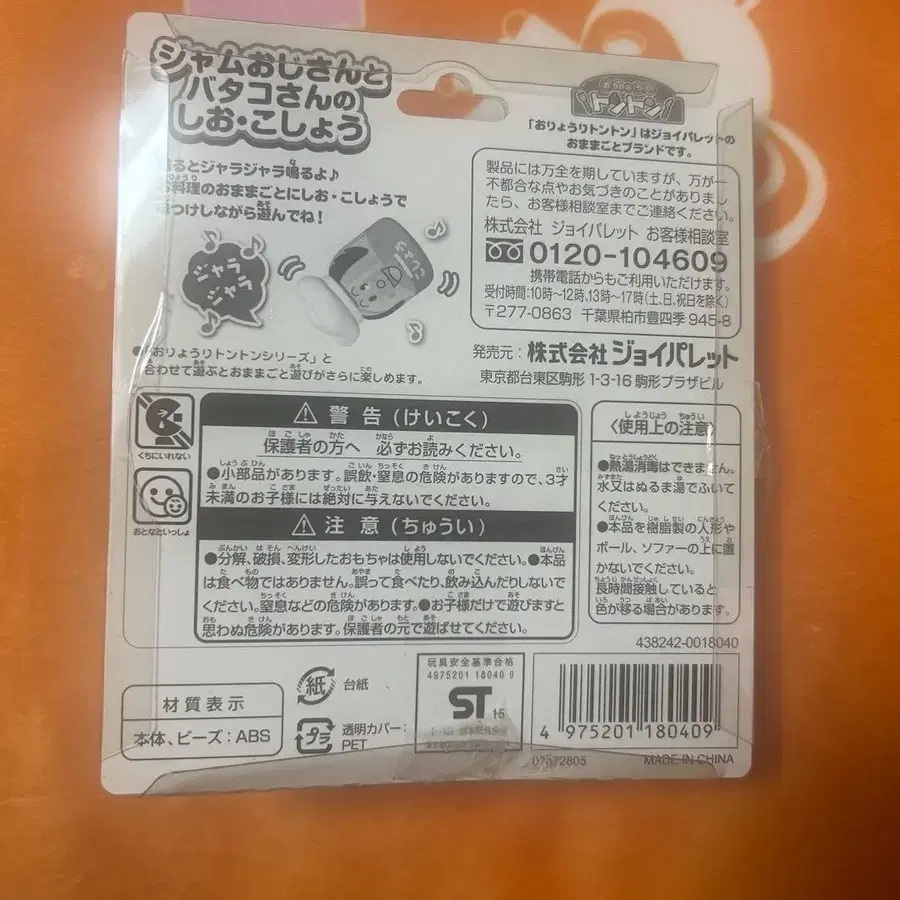 ジャムおじさんと
バタコさんの
しお・こしょう
るとジャラジャラ鳴るよ♪
お料理のおままごとにしお・こしょうで
つけしながら遊んでね!
ジャラ
ジャラ
こしょう
「おりょうりトントンシリーズ」と
合わせて遊ぶとおままごと遊びがさらに楽しめます。
おりょうり
トントン
「おりょうりトントン」はジョイパレットの
おままごとブランドです。
製品には万全を期していますが、万が一
不都合な点やお気づきのことがありまし
たら、お客様相談室までご連絡ください。
株式会社 ジョイパレット お客様相談室
0120-104609
携帯電話からもご利用いただけます。
受付時間:10時~12時、13時~17時(土、日、祝日を除く)
〒277-0863 千葉県柏市豊四季 945-8
発売元:株式会社 ジョイパレット
東京都台東区駒形 1-3-16 駒形プラザビル
くちにいれない
おとなといっしょ
⚠ 警告(けいこく)
保護者の方へ 必ずお読みください。
●小部品があります。誤飲・窒息の危険がありますので、3才
未満のお子様には絶対に与えないでください。
⚠ 注意(ちゅうい)
●分解、破損、変形したおもちゃは使用しないでください。●本品
は食べ物ではありません。誤って食べたり、飲み込んだりしないで
ください。窒息などの危険があります。●お子様だけで遊びますと
思わぬ危険があります。保護者の元で遊ばせてください。
〈使用上の注意〉
●熱湯消毒はできません。
水又はぬるま湯でふいて
ください。
●本品を樹脂製の人形や
ボール、ソファーの上に置
かないでください。
長時間接触していると
色が移る場合があります。
438242-0018040
材質表示
本体、ビーズ:ABS
紙 台紙
プラ 透明カバー:
PET
玩具安全基準合格
4975201 18040 9
ST 15
4 975201 180409
07572805
MADE IN CHINA